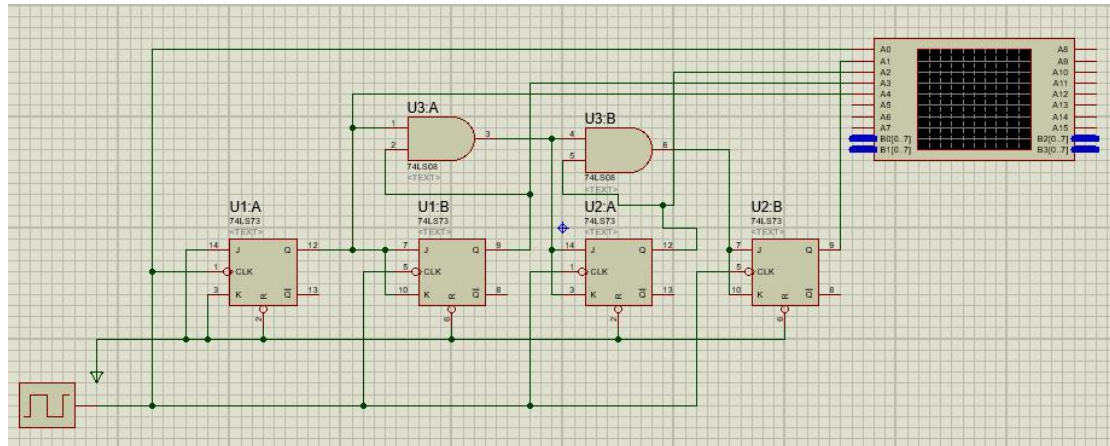 A0 A8
A1 A9
A2 A10
A3 A11
A4 A12
A5 A13
A6 A14
A7 A15
B0[0..7] B2[0..7]
B1[0..7] B3[0..7]
U3:A
1
2
3
74LS08
<TEXT>
U3:B
4
5
6
74LS08
<TEXT>
U1:A
74LS73
<TEXT>
14 J Q 12
1 CLK
3 K Q 13
R
2
U1:B
74LS73
<TEXT>
7 J Q 9
5 CLK
10 K Q 8
R
6
U2:A
74LS73
<TEXT>
14 J Q 12
1 CLK
3 K Q 13
R
2
U2:B
74LS73
<TEXT>
7 J Q 9
5 CLK
10 K Q 8
R
6